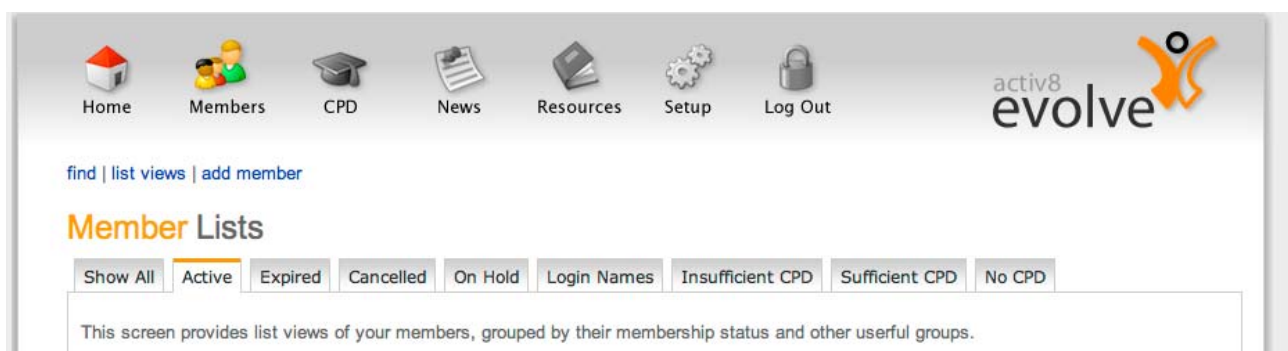 Home Members CPD News Resources Setup Log Out
activ8
evolve
find | list views | add member
Member Lists
Show All Active Expired Cancelled On Hold Login Names Insufficient CPD Sufficient CPD No CPD
This screen provides list views of your members, grouped by their membership status and other userful groups.